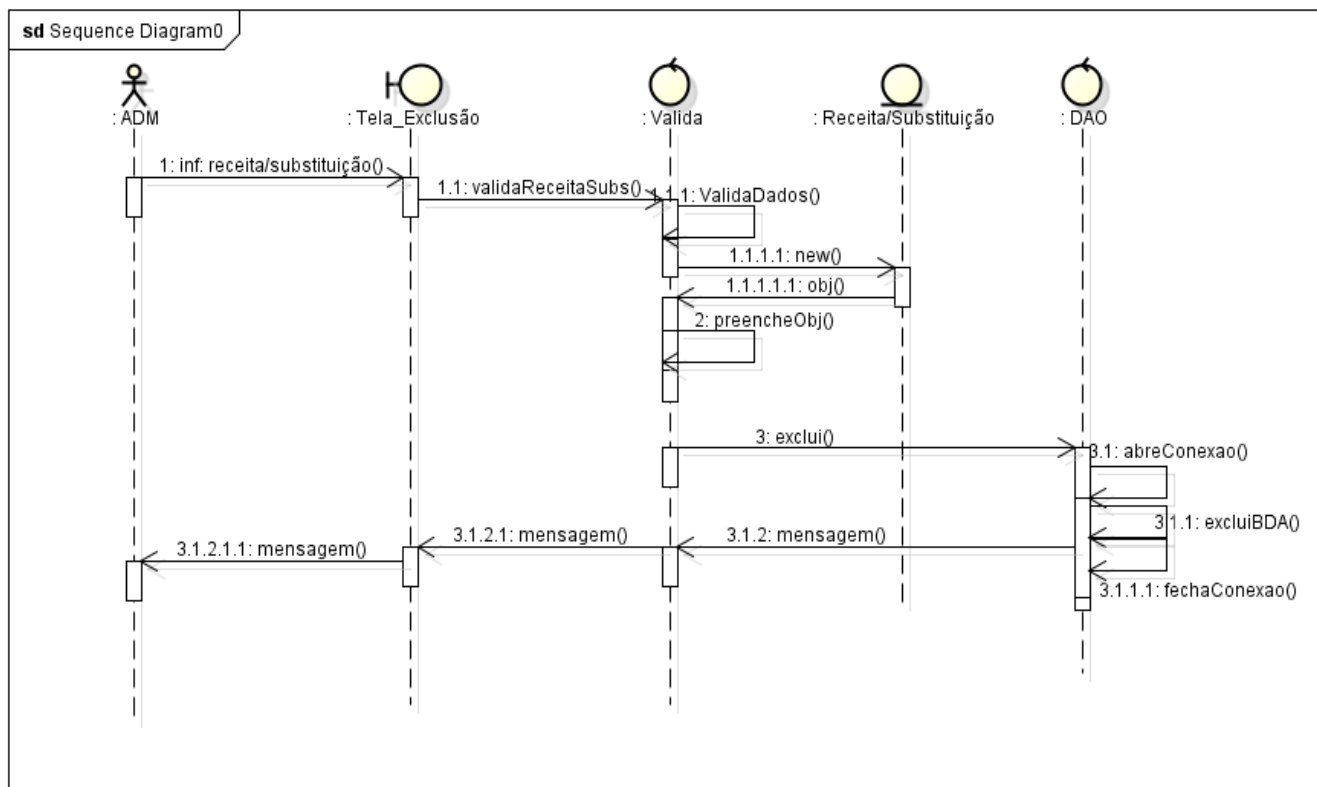 sd Sequence Diagram0
: ADM
: Tela_Exclusão
: Valida
: Receita/Substituição
: DAO
1: inf: receita/substituição()
1.1: validaReceitaSubs()
1.1.1: ValidaDados()
1.1.1.1: new()
1.1.1.1.1: obj()
2: preencheObj()
3: exclui()
3.1: abreConexao()
3.1.1: excluiBDA()
3.1.2: mensagem()
3.1.2.1: mensagem()
3.1.2.1.1: mensagem()
3.1.1.1: fechaConexao()